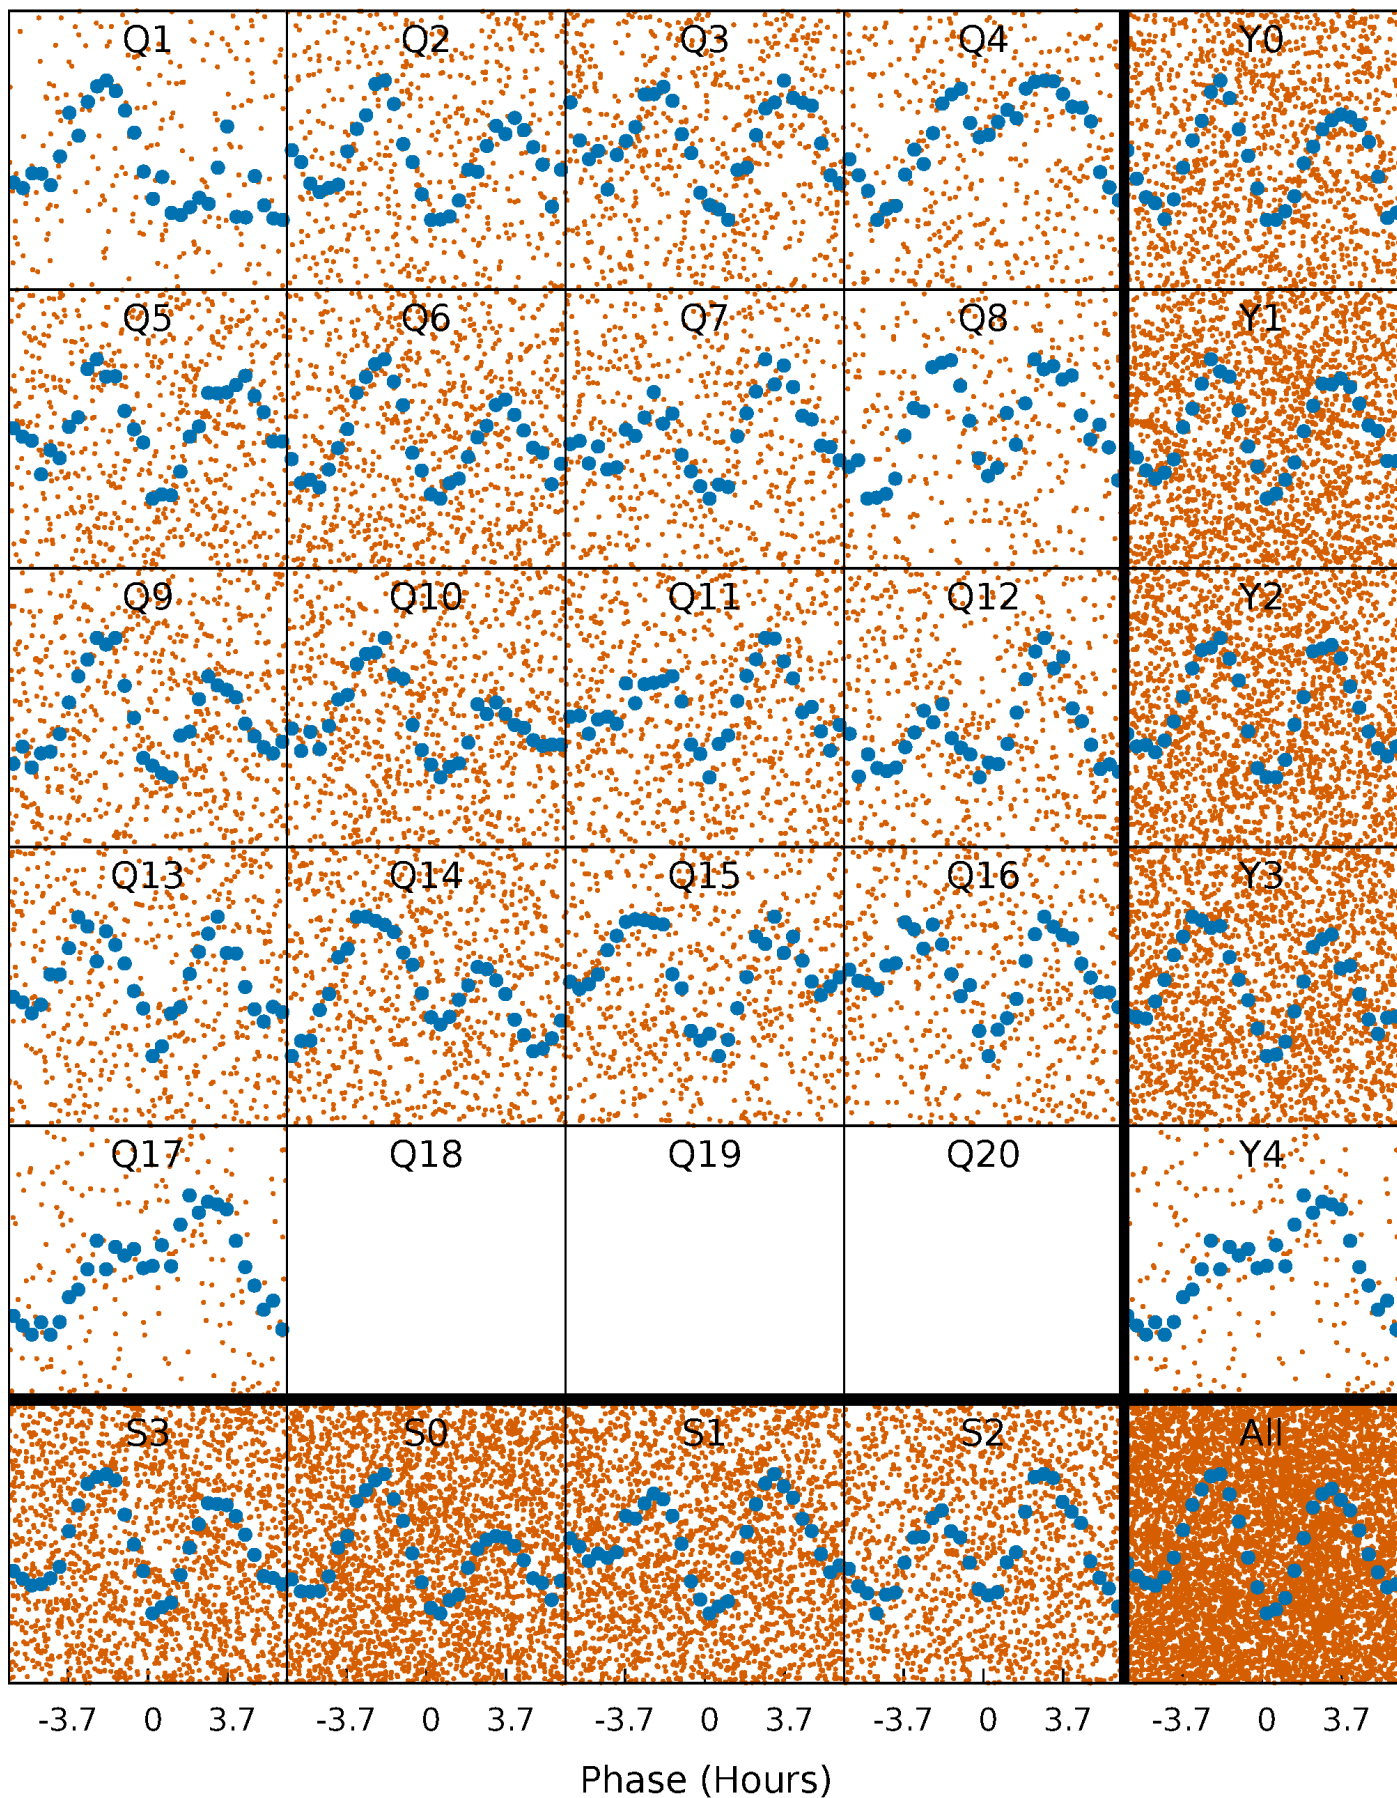 Q1 Q2 Q3 Q4 Y0
Q5 Q6 Q7 Q8 Y1
Q9 Q10 Q11 Q12 Y2
Q13 Q14 Q15 Q16 Y3
Q17 Q18 Q19 Q20 Y4
S3 S0 S1 S2 All
-3.7 0 3.7 -3.7 0 3.7 -3.7 0 3.7 -3.7 0 3.7 -3.7 0 3.7
Phase (Hours)